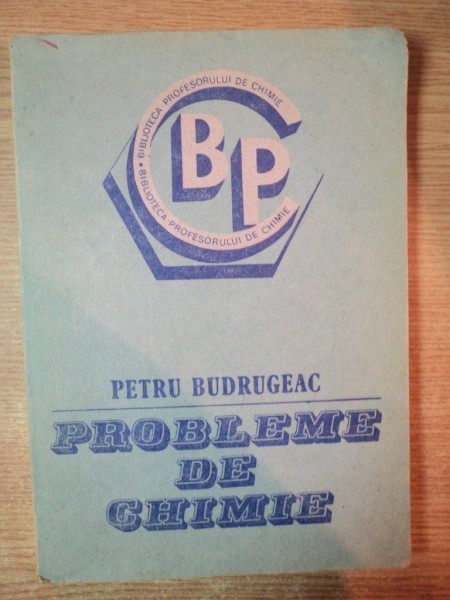 • BIBLIOTECA PROFESORULUI DE CHIMIE
• BIBLIOTECA PROFESORULUI DE CHIMIE
BP
PETRU BUDRUGEAC
PROBLEME
DE
CHIMIE